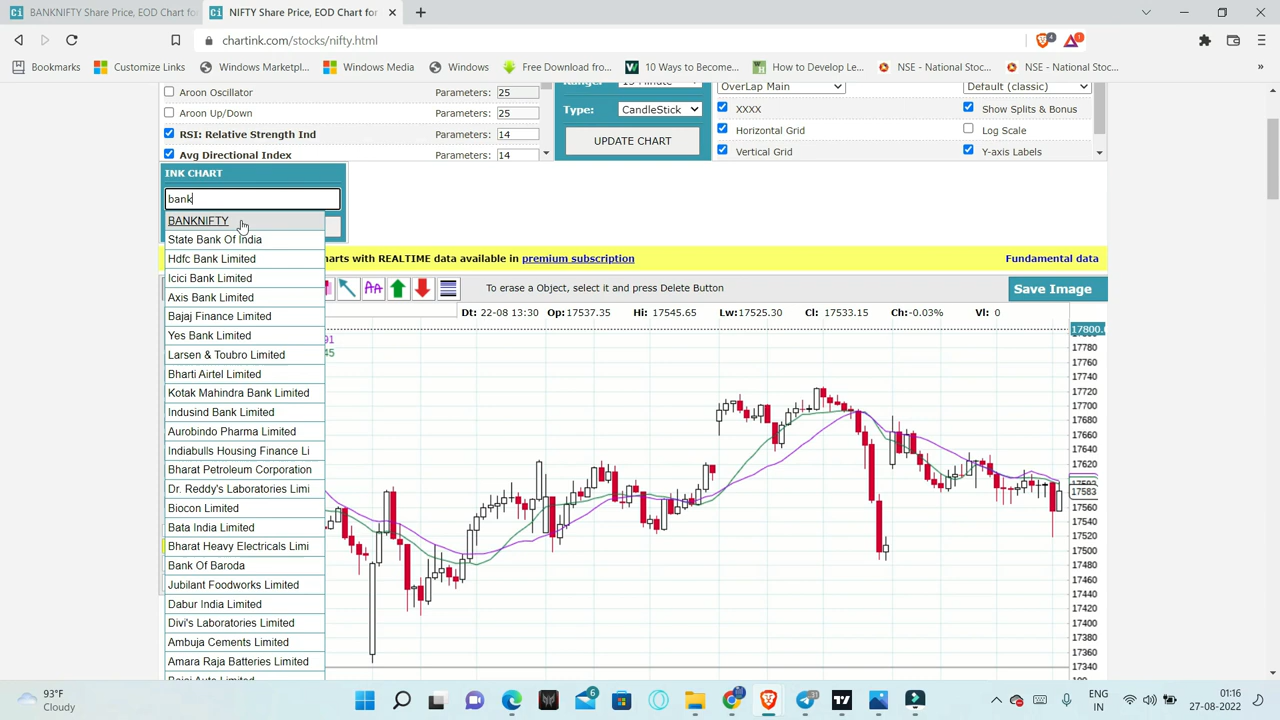 BANKNIFTY Share Price, EOD Chart for
NIFTY Share Price, EOD Chart for
chartink.com/stocks/nifty.html
Bookmarks
Customize Links
Windows Marketpl...
Windows Media
Windows
Free Download from...
10 Ways to Become...
How to Develop Le...
NSE - National Stoc...
NSE - National Stoc...
Aroon Oscillator
Parameters: 25
Aroon Up/Down
Parameters: 25
RSI: Relative Strength Ind
Parameters: 14
Avg Directional Index
Parameters: 14
Type:
CandleStick
UPDATE CHART
OverLap Main
Default (classic)
XXXX
Show Splits & Bonus
Horizontal Grid
Log Scale
Vertical Grid
Y-axis Labels
INK CHART
bank
BANKNIFTY
State Bank Of India
Hdfc Bank Limited
Icici Bank Limited
Axis Bank Limited
Bajaj Finance Limited
Yes Bank Limited
Larsen & Toubro Limited
Bharti Airtel Limited
Kotak Mahindra Bank Limited
Indusind Bank Limited
Aurobindo Pharma Limited
Indiabulls Housing Finance Li
Bharat Petroleum Corporation
Dr. Reddy's Laboratories Limi
Biocon Limited
Bata India Limited
Bharat Heavy Electricals Limi
Bank Of Baroda
Jubilant Foodworks Limited
Dabur India Limited
Divi's Laboratories Limited
Ambuja Cements Limited
Amara Raja Batteries Limited
harts with REALTIME data available in premium subscription
Fundamental data
To erase a Object, select it and press Delete Button
Save Image
Dt: 22-08 13:30 Op:17537.35 Hi: 17545.65 Lw:17525.30 Cl: 17533.15 Ch:-0.03% Vl: 0
91
45
17800.
17780
17760
17740
17720
17700
17680
17660
17640
17620
17583
17560
17540
17520
17500
17480
17460
17440
17420
17400
17380
17360
17340
93°F
6
31
ENG
IN
01:16
27-08-2022